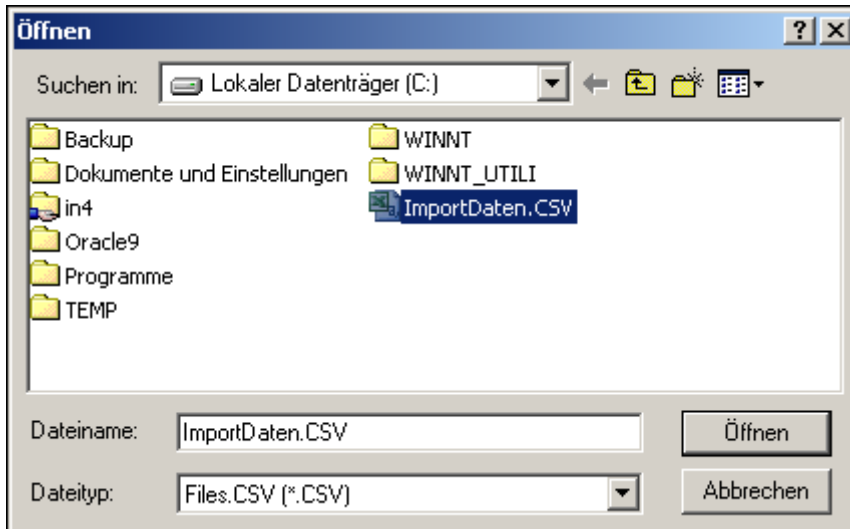 Öffnen
Suchen in: Lokaler Datenträger (C:)
Backup
Dokumente und Einstellungen
in4
Oracle9
Programme
TEMP
WINNT
WINNT_UTILI
ImportDaten.CSV
Dateiname: ImportDaten.CSV Öffnen
Dateityp: Files.CSV (*.CSV) Abbrechen